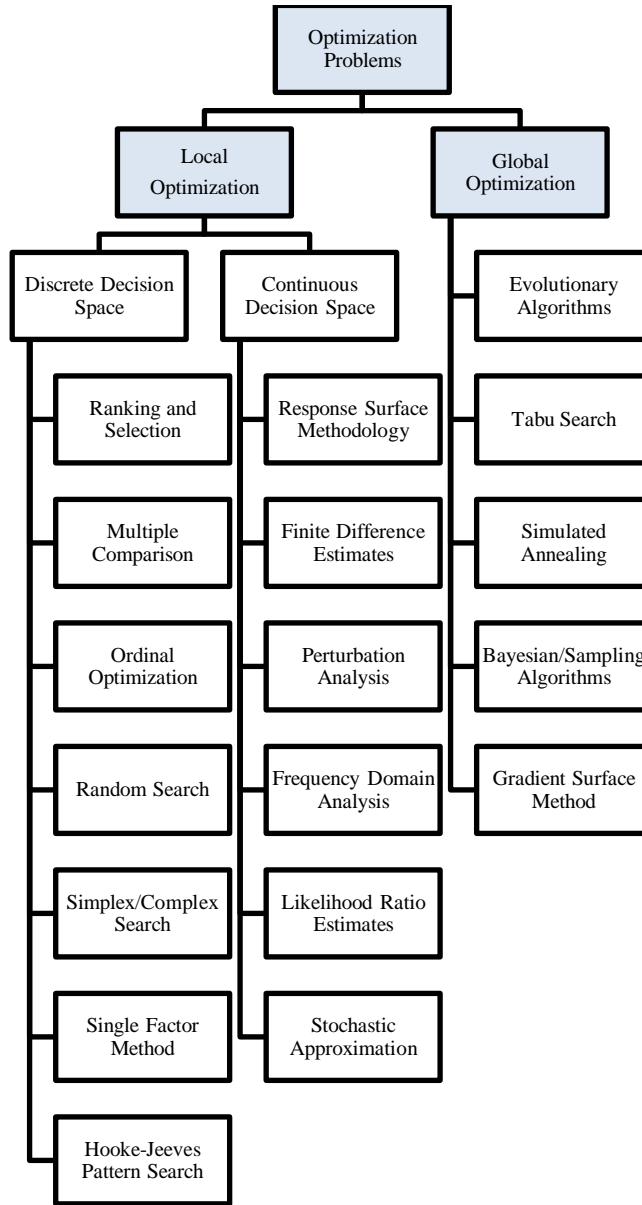 Optimization
Problems
Local
Optimization
Global
Optimization
Discrete Decision
Space
Continuous
Decision Space
Evolutionary
Algorithms
Ranking and
Selection
Response Surface
Methodology
Tabu Search
Multiple
Comparison
Finite Difference
Estimates
Simulated
Annealing
Ordinal
Optimization
Perturbation
Analysis
Bayesian/Sampling
Algorithms
Random Search
Frequency Domain
Analysis
Gradient Surface
Method
Simplex/Complex
Search
Likelihood Ratio
Estimates
Single Factor
Method
Stochastic
Approximation
Hooke-Jeeves
Pattern Search